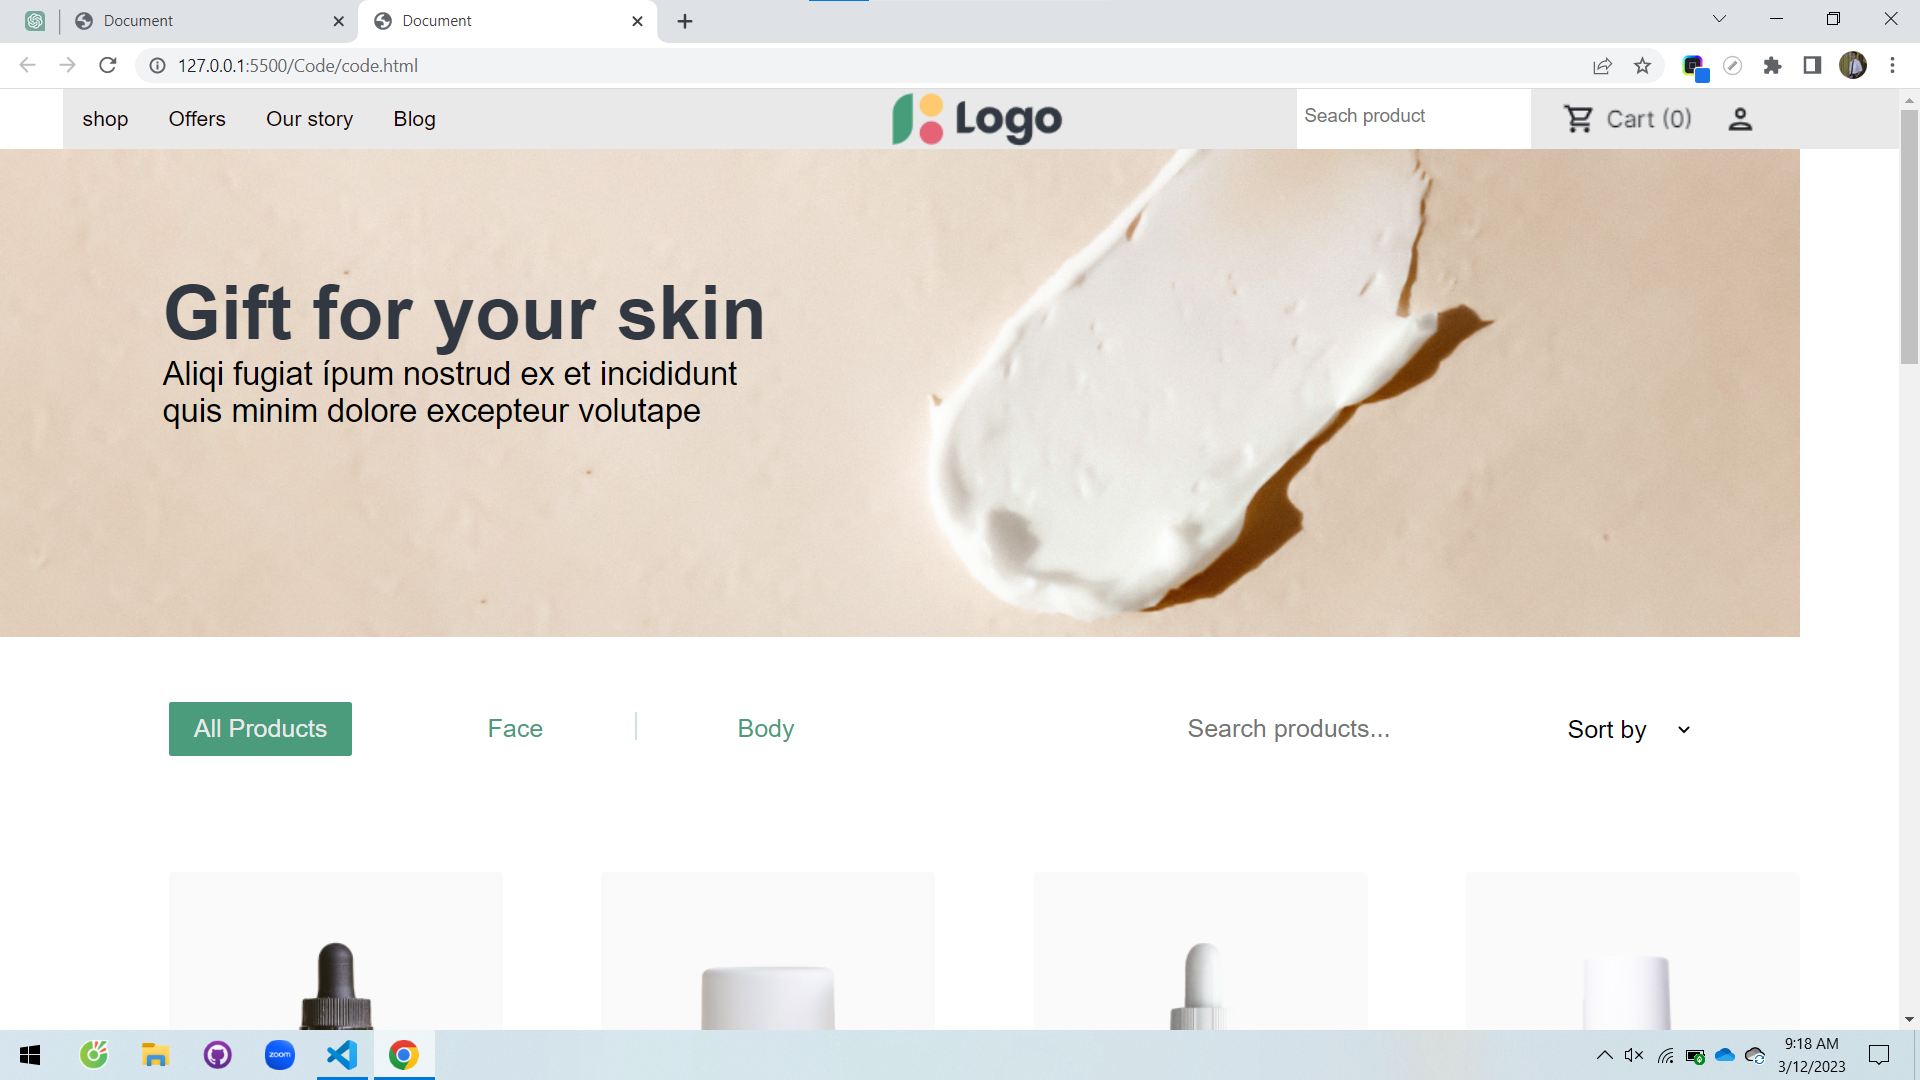 Document
Document
127.0.0.1:5500/Code/code.html
shop Offers Our story Blog
Logo
Seach product
Cart (0)
Gift for your skin
Aliqi fugiat ípum nostrud ex et incididunt
quis minim dolore excepteur volutape
All Products
Face
Body
Search products...
Sort by
zoom
9:18 AM
3/12/2023